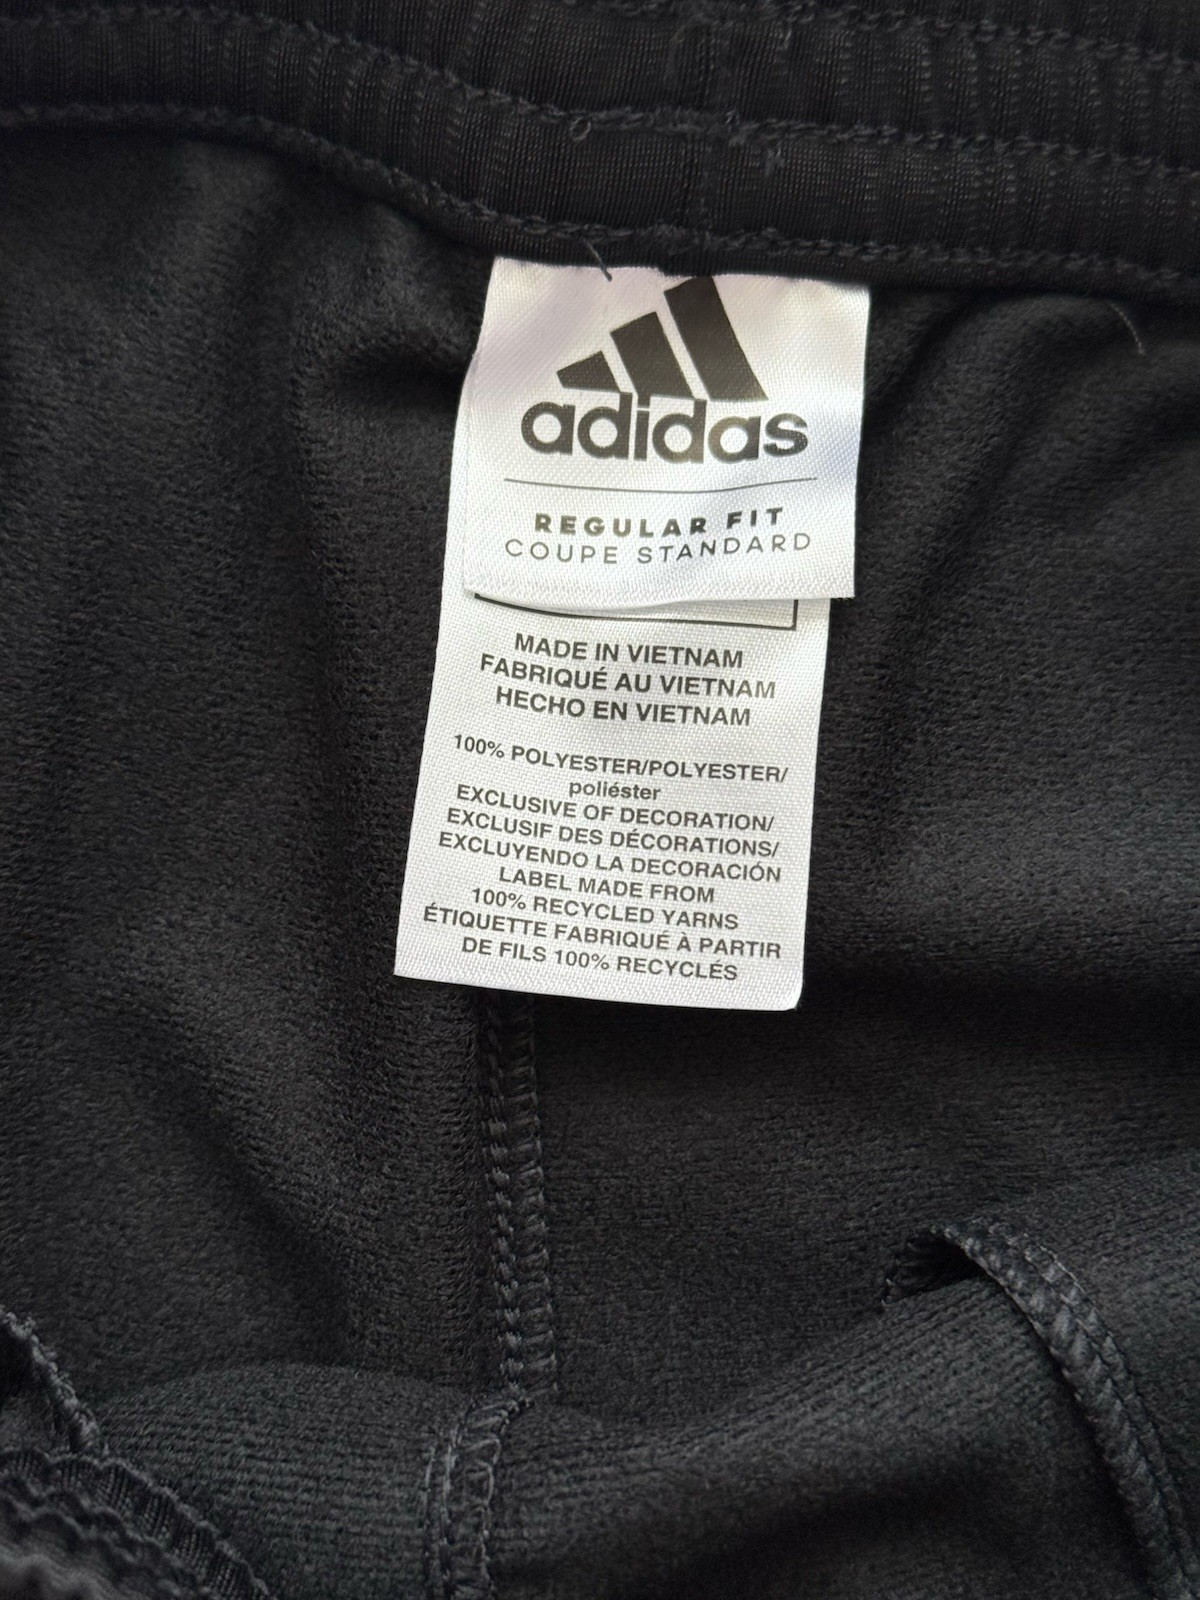 adidas
REGULAR FIT
COUPE STANDARD
MADE IN VIETNAM
FABRIQUÉ AU VIETNAM
HECHO EN VIETNAM
100% POLYESTER/POLYESTER/
poliéster
EXCLUSIVE OF DECORATION/
EXCLUSIF DES DÉCORATIONS/
EXCLUYENDO LA DECORACIÓN
LABEL MADE FROM
100% RECYCLED YARNS
ÉTIQUETTE FABRIQUÉ À PARTIR
DE FILS 100% RECYCLÉS